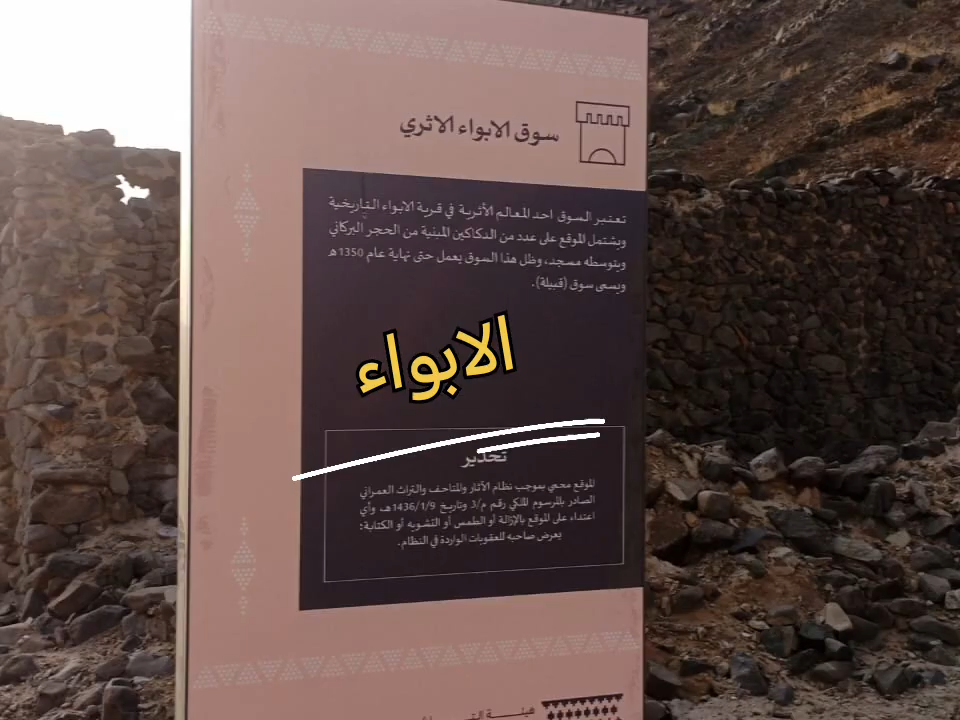 سوق الابواء الاثري
تعتبر السوق احد المعالم الأثرية في قرية الابواء التاريخية
ويشتمل الموقع على عدد من الدكاكين المبنية من الحجر البركاني
ويتوسطه مسجد، وظل هذا السوق يعمل حتى نهاية عام 1350هـ
ويسمى سوق (قبيلة).
الابواء
تحذير
الموقع محمي بموجب نظام الآثار والمتاحف والتراث العمراني
الصادر بالمرسوم الملكي رقم م/3 وتاريخ 1436/1/9هـ، وأي
اعتداء على الموقع بالإزالة أو الطمس أو التشويه أو الكتابة؛
يعرض صاحبه للعقوبات الواردة في النظام.
هيئة